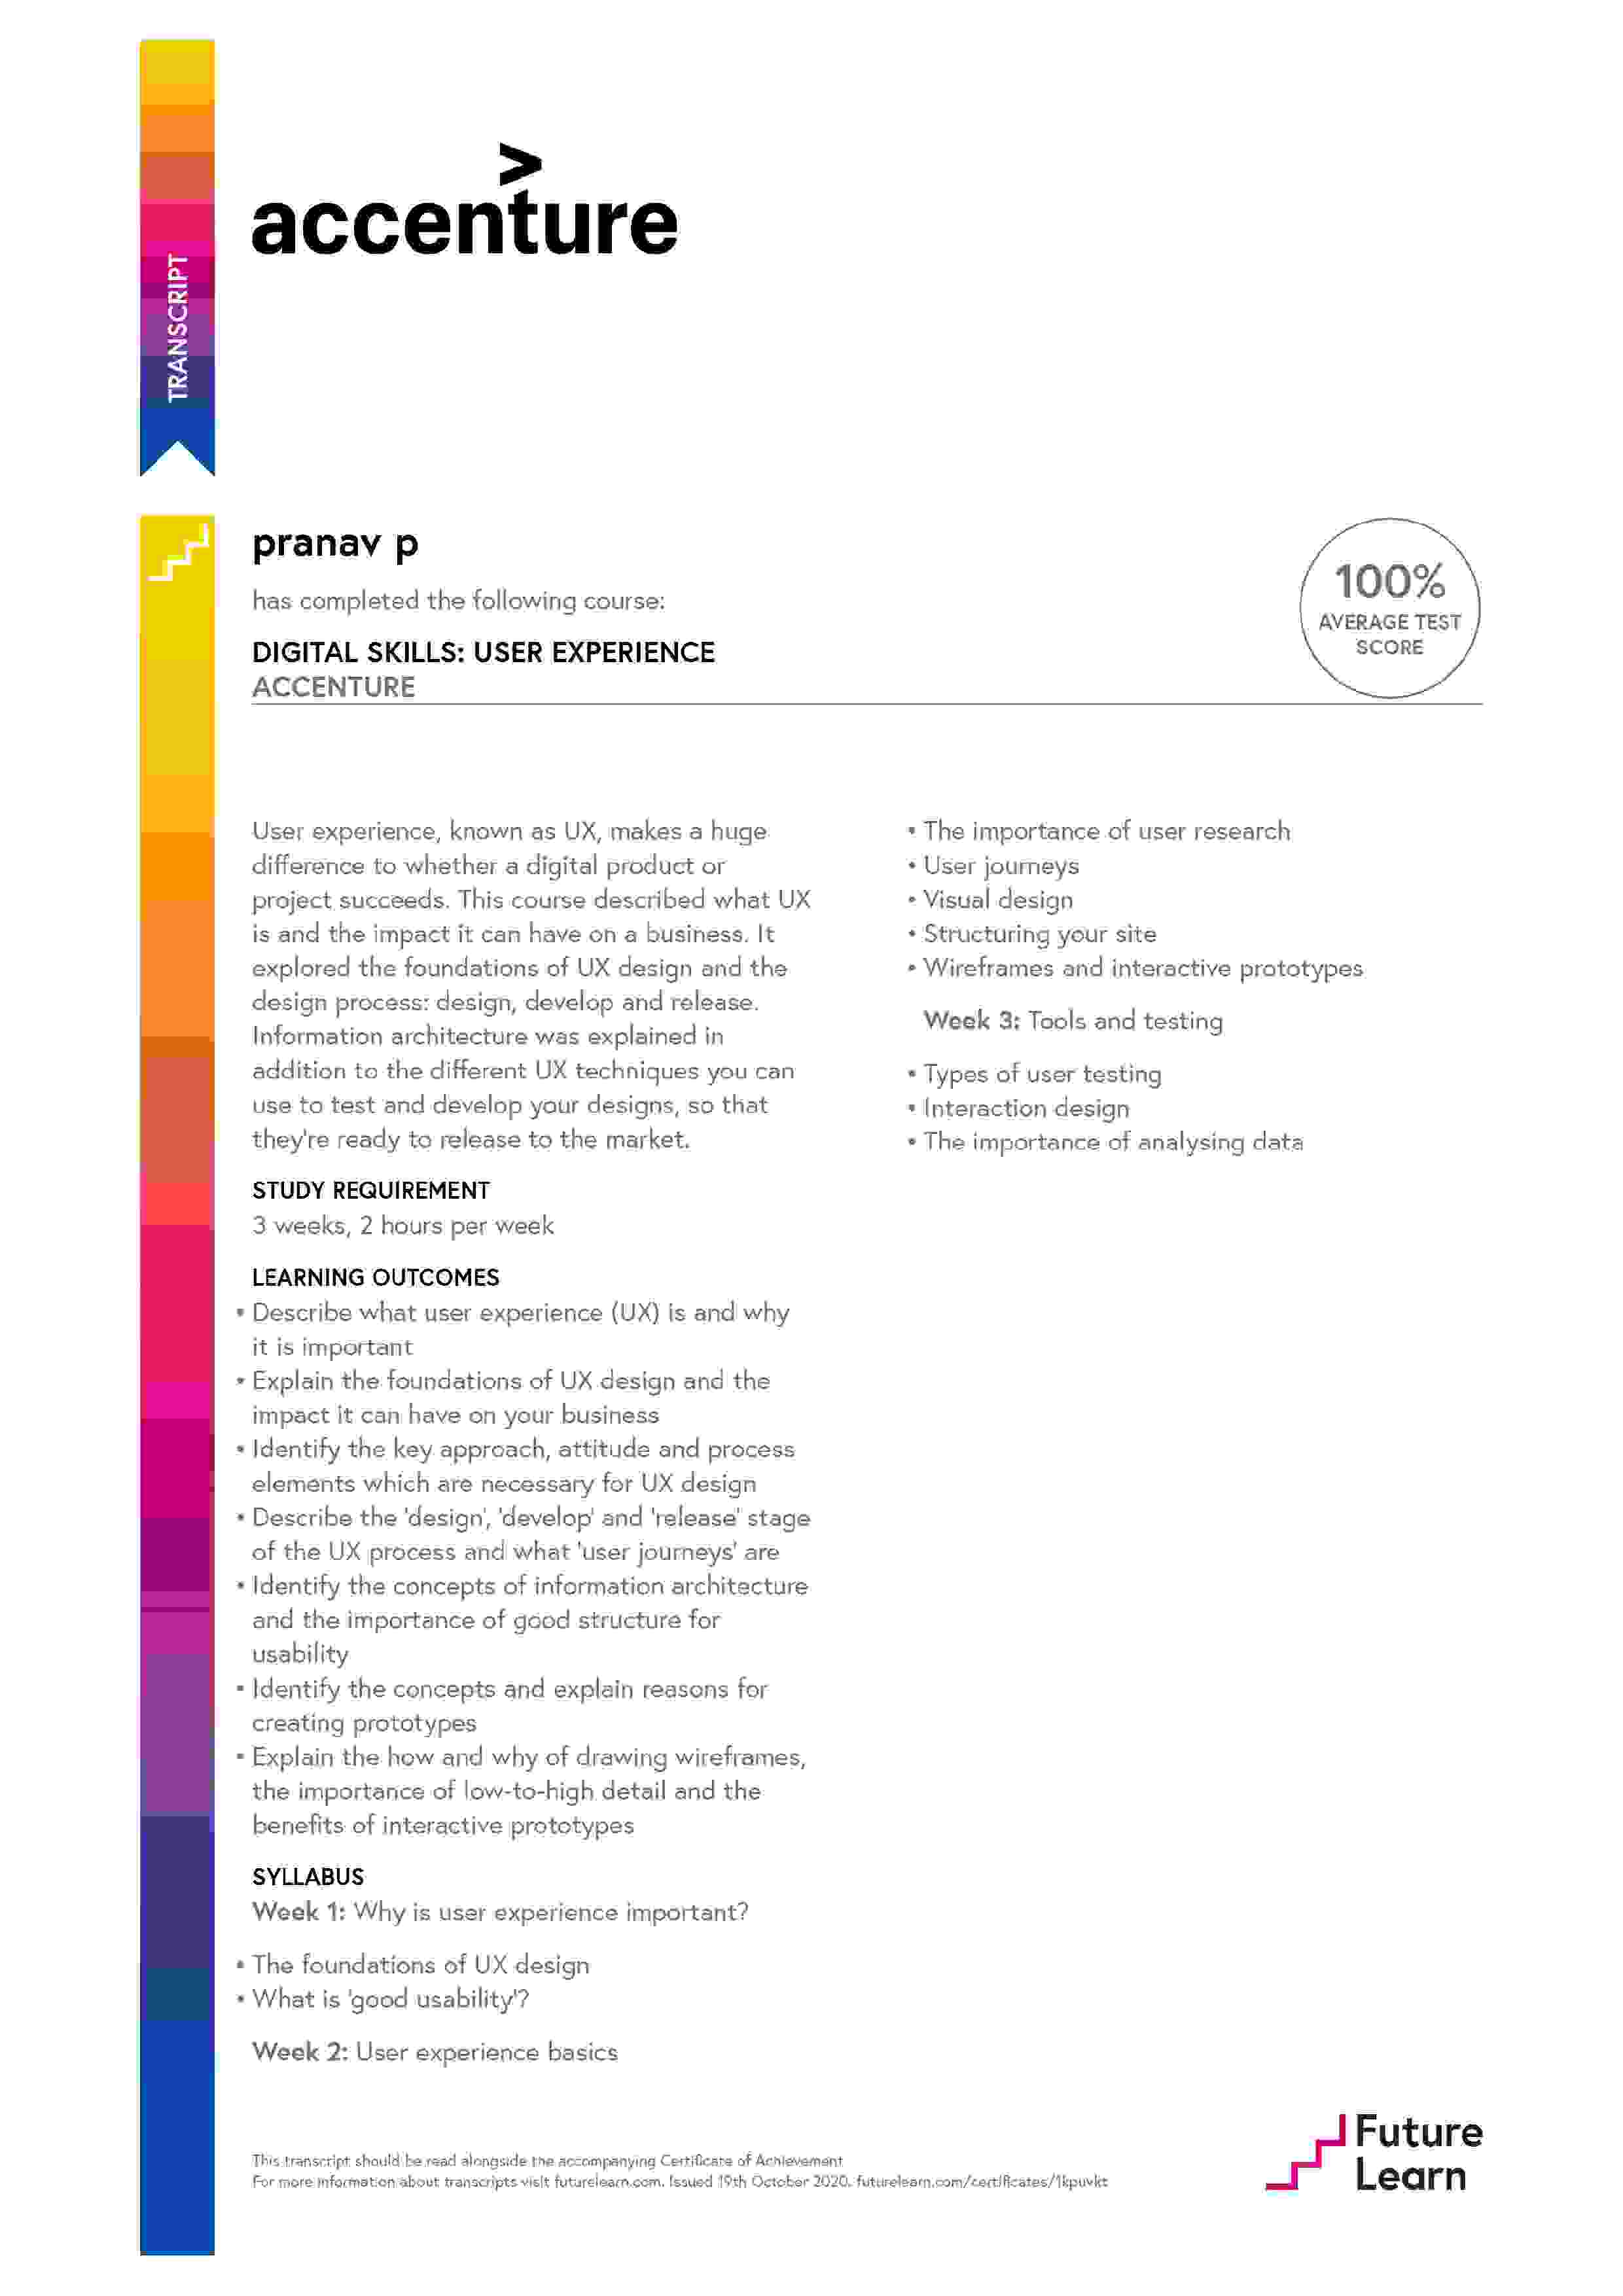 TRANSCRIPT
>
accenture
pranav p
has completed the following course:
DIGITAL SKILLS: USER EXPERIENCE
ACCENTURE
100%
AVERAGE TEST
SCORE
User experience, known as UX, makes a huge
difference to whether a digital product or
project succeeds. This course described what UX
is and the impact it can have on a business. It
explored the foundations of UX design and the
design process: design, develop and release.
Information architecture was explained in
addition to the different UX techniques you can
use to test and develop your designs, so that
they're ready to release to the market.
STUDY REQUIREMENT
3 weeks, 2 hours per week
LEARNING OUTCOMES
• Describe what user experience (UX) is and why
it is important
• Explain the foundations of UX design and the
impact it can have on your business
• Identify the key approach, attitude and process
elements which are necessary for UX design
• Describe the 'design', 'develop' and 'release' stage
of the UX process and what 'user journeys' are
• Identify the concepts of information architecture
and the importance of good structure for
usability
• Identify the concepts and explain reasons for
creating prototypes
• Explain the how and why of drawing wireframes,
the importance of low-to-high detail and the
benefits of interactive prototypes
SYLLABUS
Week 1: Why is user experience important?
• The foundations of UX design
• What is 'good usability'?
Week 2: User experience basics
• The importance of user research
• User journeys
• Visual design
• Structuring your site
• Wireframes and interactive prototypes
Week 3: Tools and testing
• Types of user testing
• Interaction design
• The importance of analysing data
This transcript should be read alongside the accompanying Certificate of Achievement
For more information about transcripts visit futurelearn.com. Issued 19th October 2020. futurelearn.com/certificates/1kpuvkt
Future
Learn